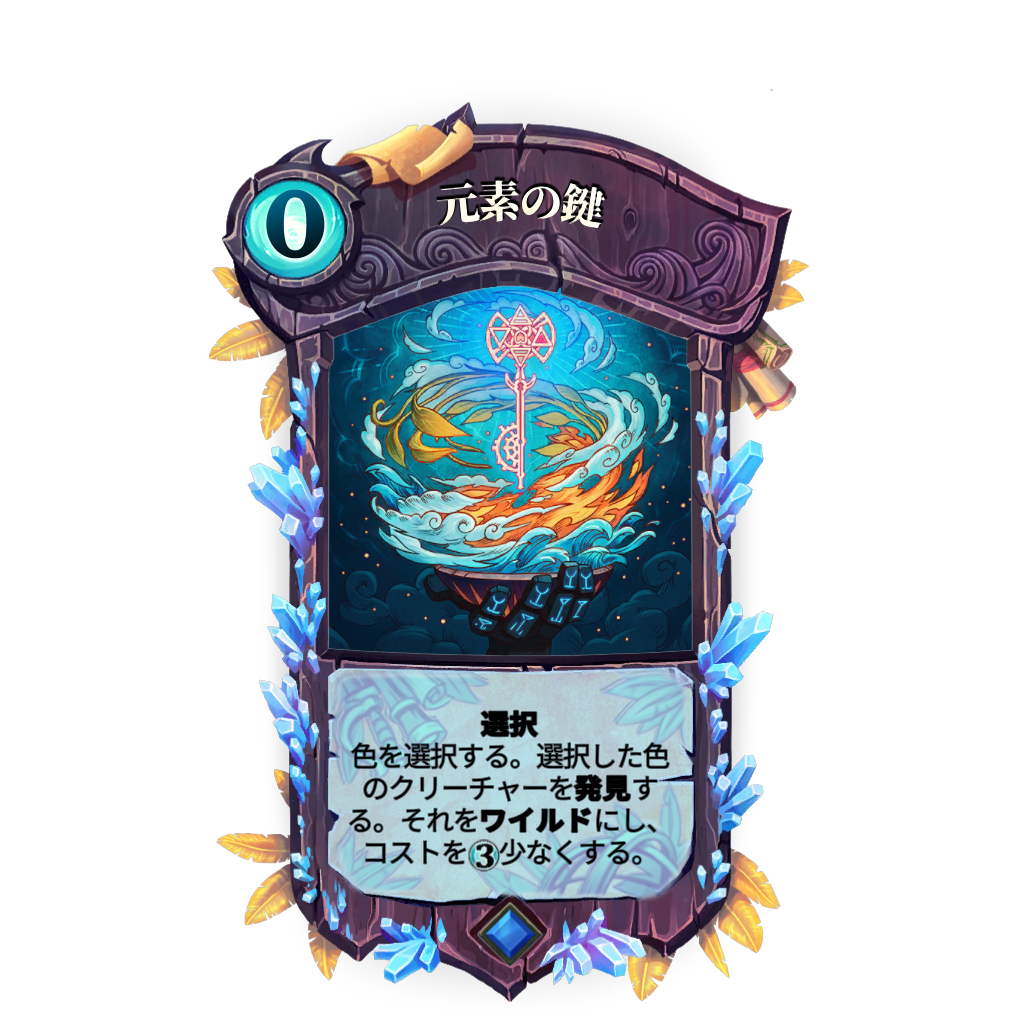 0
元素の鍵
選択
色を選択する。選択した色
のクリーチャーを発見す
る。それをワイルドにし、
コストを3少なくする。